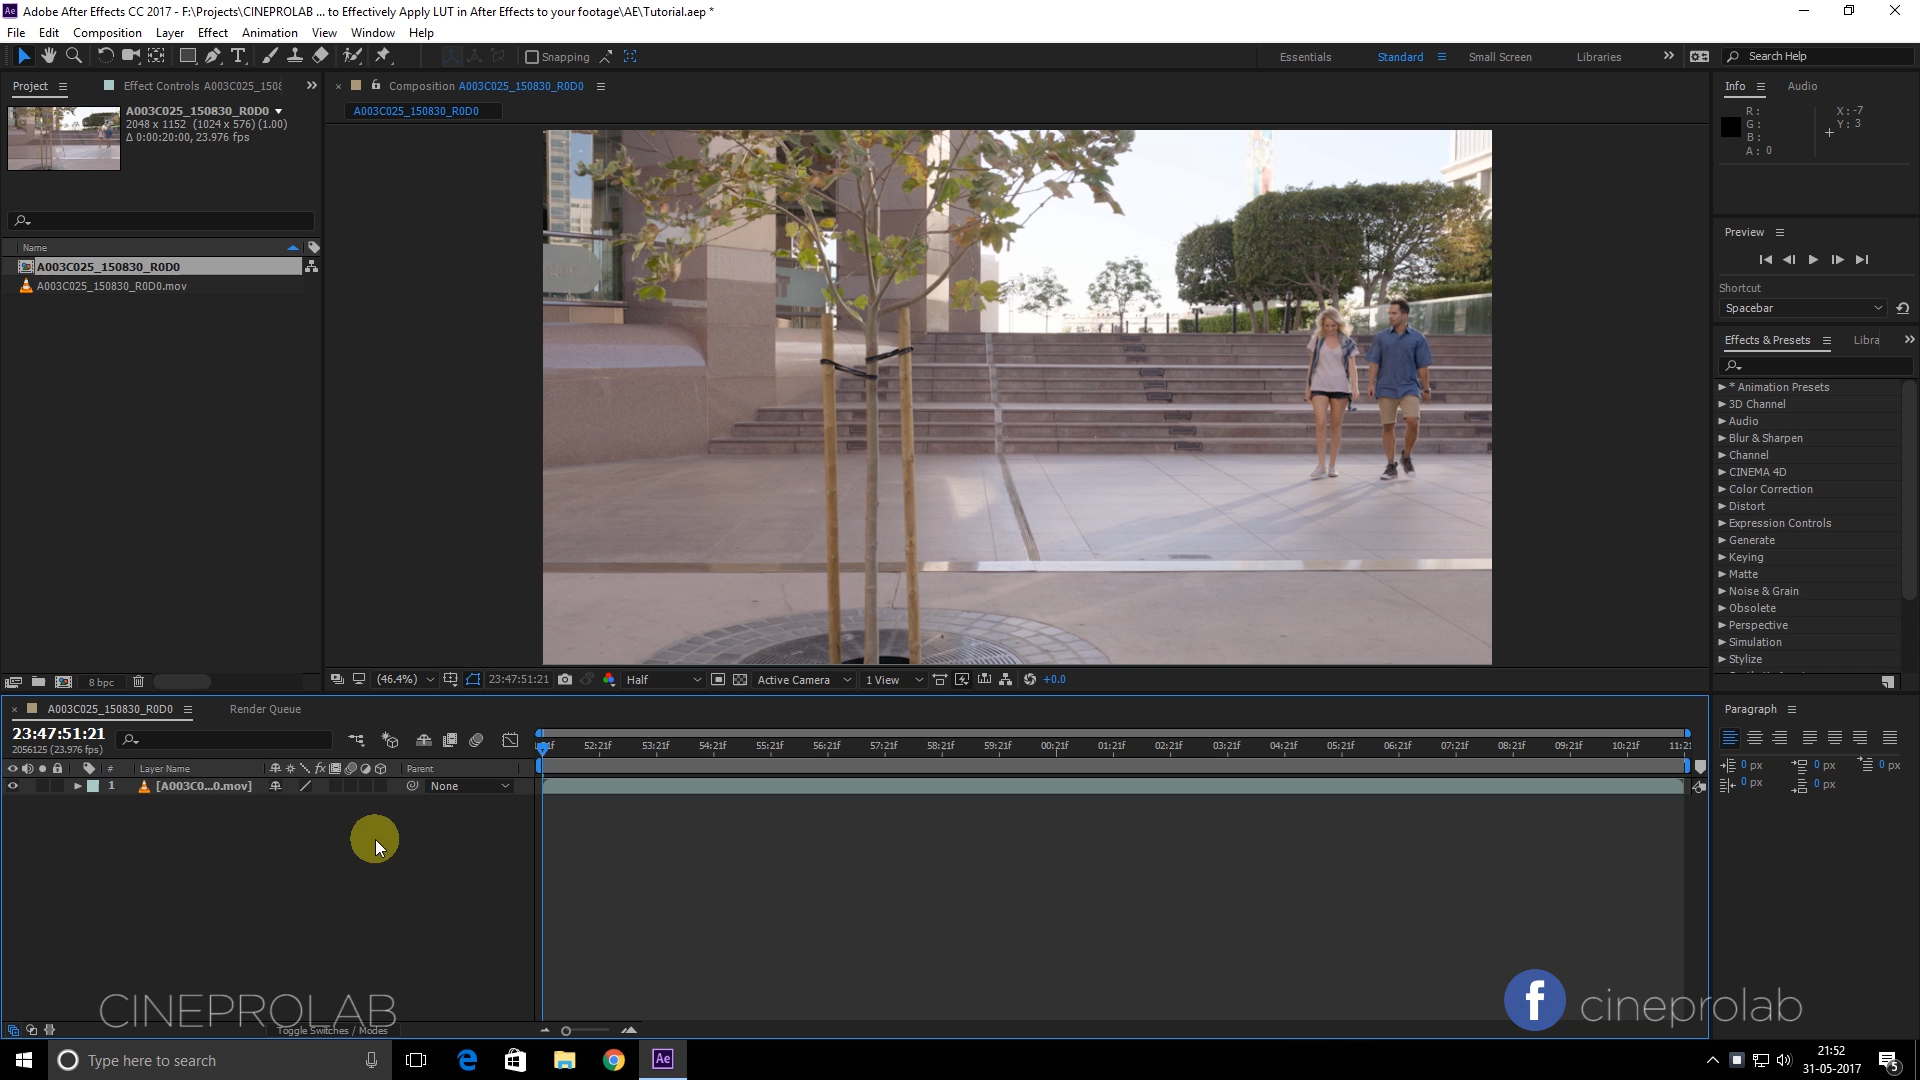 Adobe After Effects CC 2017 - F:\Projects\CINEPROLAB ... to Effectively Apply LUT in After Effects to your footage\AE\Tutorial.aep *
File Edit Composition Layer Effect Animation View Window Help
Snapping Essentials Standard Small Screen Libraries Search Help
Project Effect Controls A003C025_150
Composition A003C025_150830_R0D0
A003C025_150830_R0D0
A003C025_150830_R0D0
2048 x 1152 (1024 x 576) (1.00)
Δ 0:00:20:00, 23.976 fps
Name
A003C025_150830_R0D0
A003C025_150830_R0D0.mov
8 bpc
(46.4%) 23:47:51:21 Half Active Camera 1 View +0.0
Info Audio
R:
G:
B:
A: 0
X: -7
Y: 3
Preview
Shortcut
Spacebar
Effects & Presets Libra
* Animation Presets
3D Channel
Audio
Blur & Sharpen
Channel
CINEMA 4D
Color Correction
Distort
Expression Controls
Generate
Keying
Matte
Noise & Grain
Obsolete
Perspective
Simulation
Stylize
A003C025_150830_R0D0 Render Queue
23:47:51:21
2056125 (23.976 fps)
52:21f 53:21f 54:21f 55:21f 56:21f 57:21f 58:21f 59:21f 00:21f 01:21f 02:21f 03:21f 04:21f 05:21f 06:21f 07:21f 08:21f 09:21f 10:21f 11:21
# Layer Name fx Parent
1 [A003C0...0.mov] None
Paragraph
0 px 0 px 0 px
0 px 0 px
CINEPROLAB
Toggle Switches / Modes
f cineprolab
Type here to search
Ae
21:52
31-05-2017
5